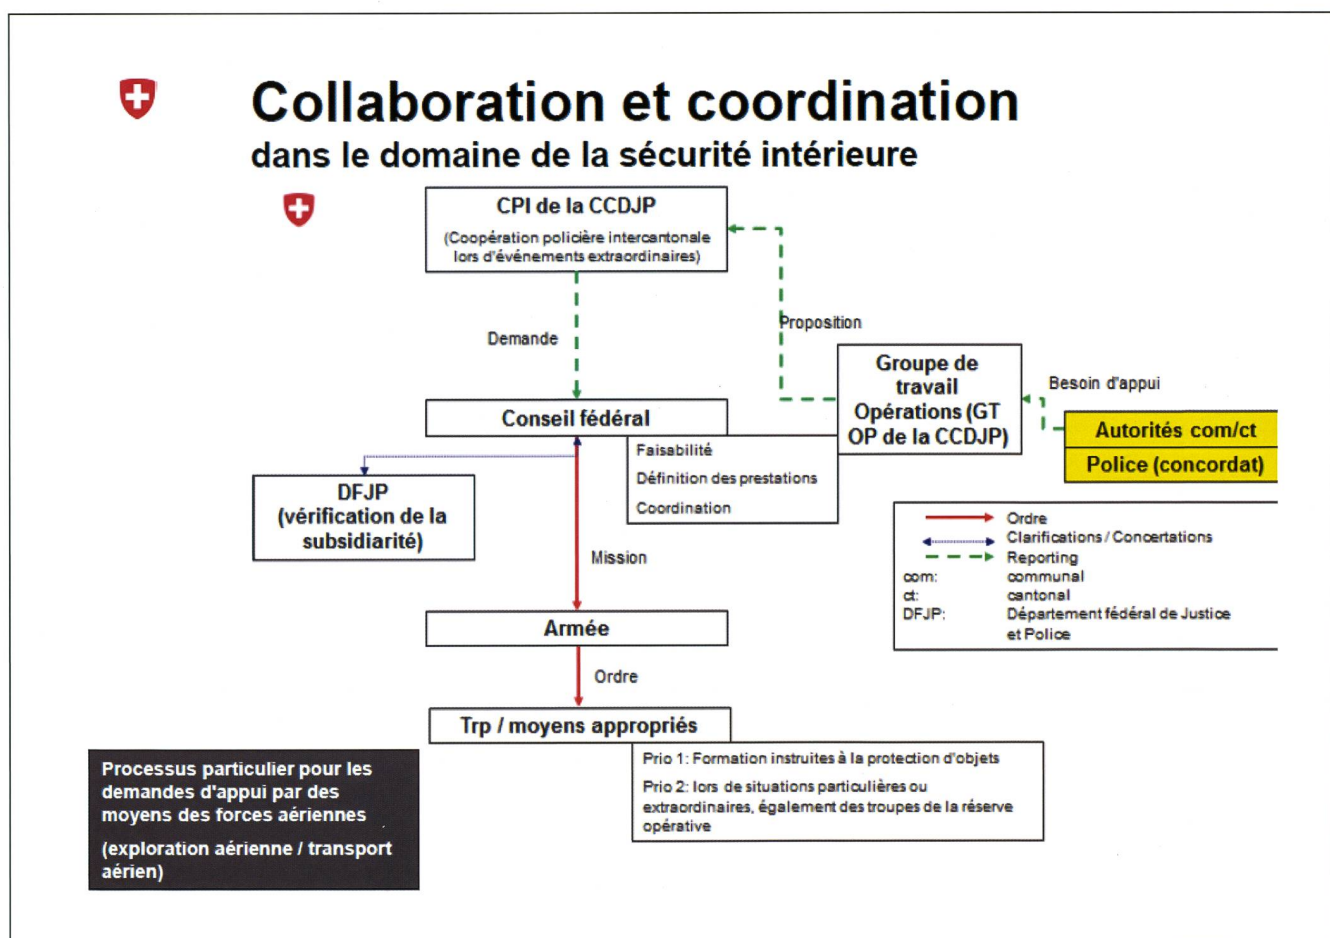 Collaboration et coordination
dans le domaine de la sécurité intérieure
CPI de la CCDJP
(Coopération policière intercantonale
lors d'événements extraordinaires)
Demande
Proposition
Groupe de
travail
Opérations (GT
OP de la CCDJP)
Besoin d'appui
Autorités com/ct
Police (concordat)
Conseil fédéral
Faisabilité
Définition des prestations
Coordination
DFJP
(vérification de la
subsidiarité)
Mission
Ordre
Clarifications / Concertations
Reporting
com: communal
ct: cantonal
DFJP: Département fédéral de Justice
et Police
Armée
Ordre
Trp / moyens appropriés
Prio 1: Formation instruites à la protection d'objets
Prio 2: lors de situations particulières ou
extraordinaires, également des troupes de la réserve
opérative
Processus particulier pour les
demandes d'appui par des
moyens des forces aériennes
(exploration aérienne / transport
aérien)